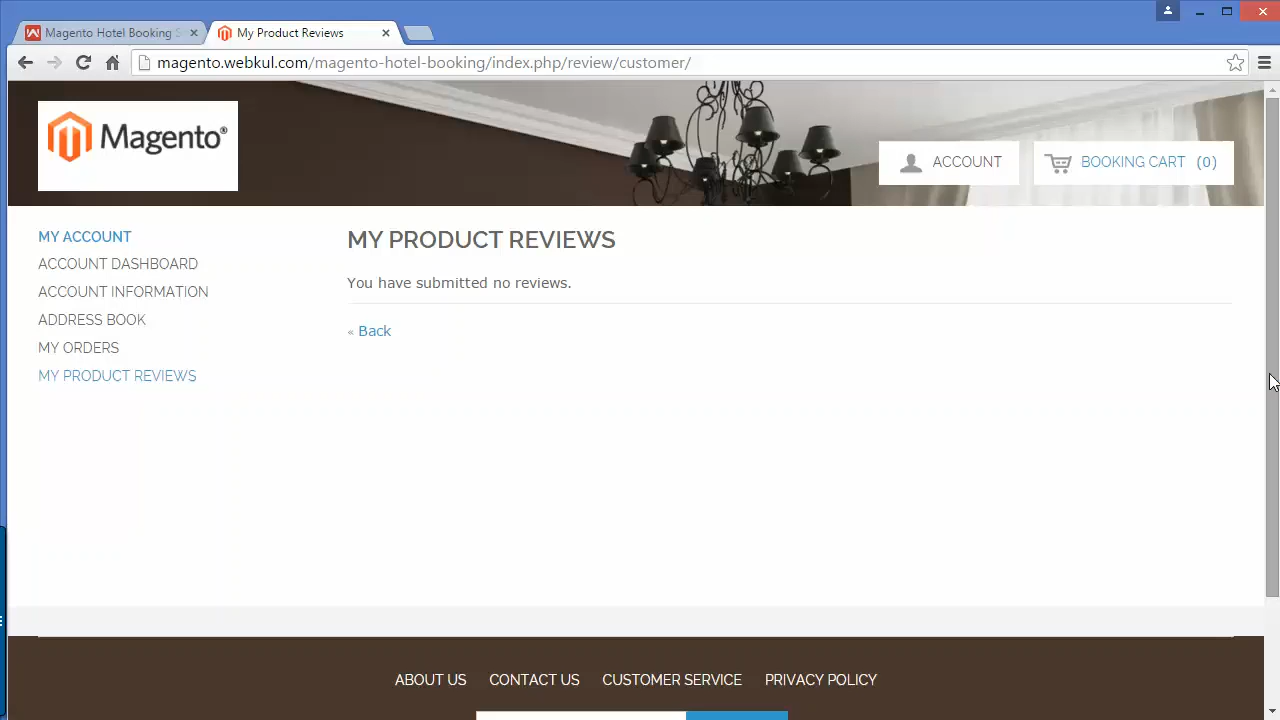 Magento Hotel Booking S
My Product Reviews
magento.webkul.com/magento-hotel-booking/index.php/review/customer/
Magento®
ACCOUNT
BOOKING CART (0)
MY ACCOUNT
ACCOUNT DASHBOARD
ACCOUNT INFORMATION
ADDRESS BOOK
MY ORDERS
MY PRODUCT REVIEWS
MY PRODUCT REVIEWS
You have submitted no reviews.
« Back
ABOUT US CONTACT US CUSTOMER SERVICE PRIVACY POLICY